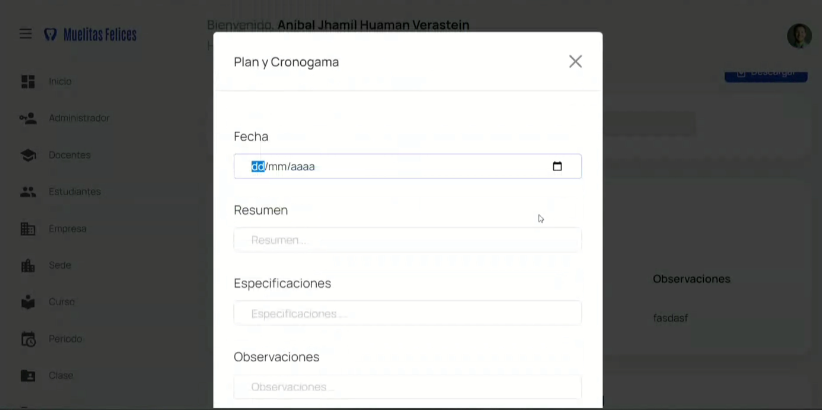 Bienvenido, Anibal Jhamil Huaman Verastein
Muelitas Felices
Inicio
Administrador
Docentes
Estudiantes
Empresa
Sede
Curso
Periodo
Clase
Plan y Cronogama
Fecha
dd/mm/aaaa
Resumen
Resumen...
Especificaciones
Especificaciones...
Observaciones
Observaciones...
Descargar
Observaciones
fasdasf